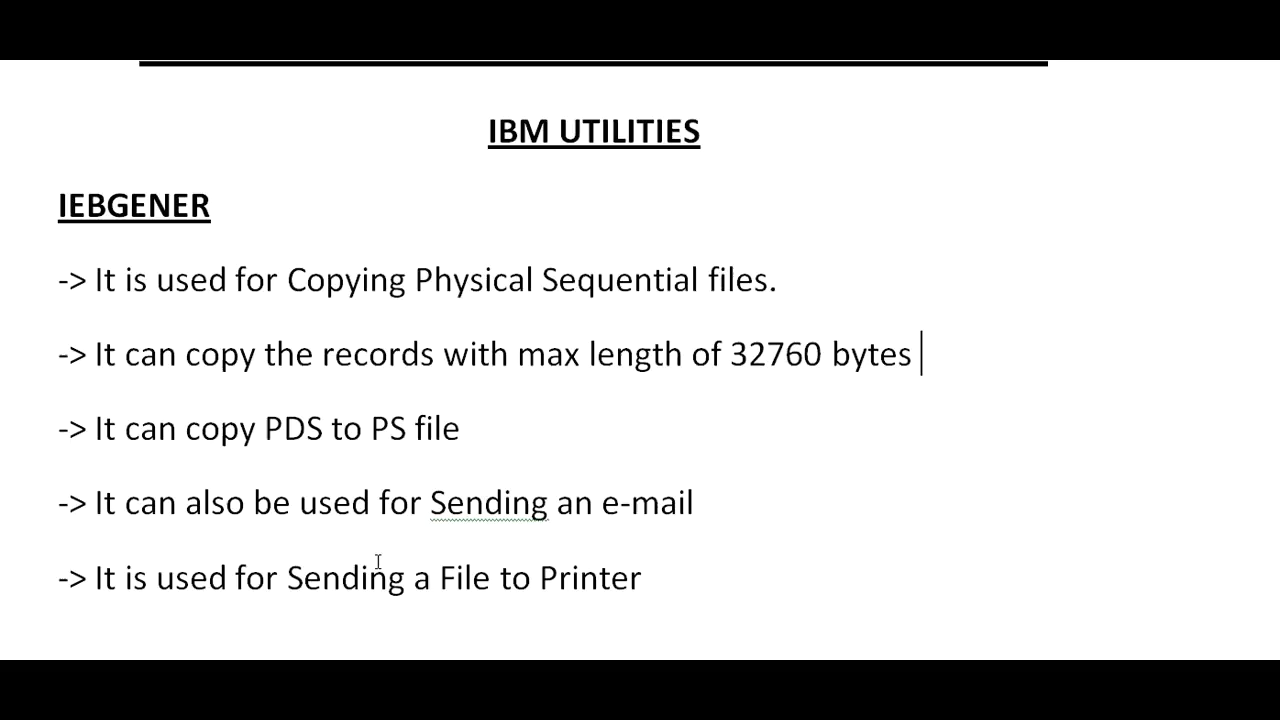 IBM UTILITIES
IEBGENER
-> It is used for Copying Physical Sequential files.
-> It can copy the records with max length of 32760 bytes
-> It can copy PDS to PS file
-> It can also be used for Sending an e-mail
-> It is used for Sending a File to Printer